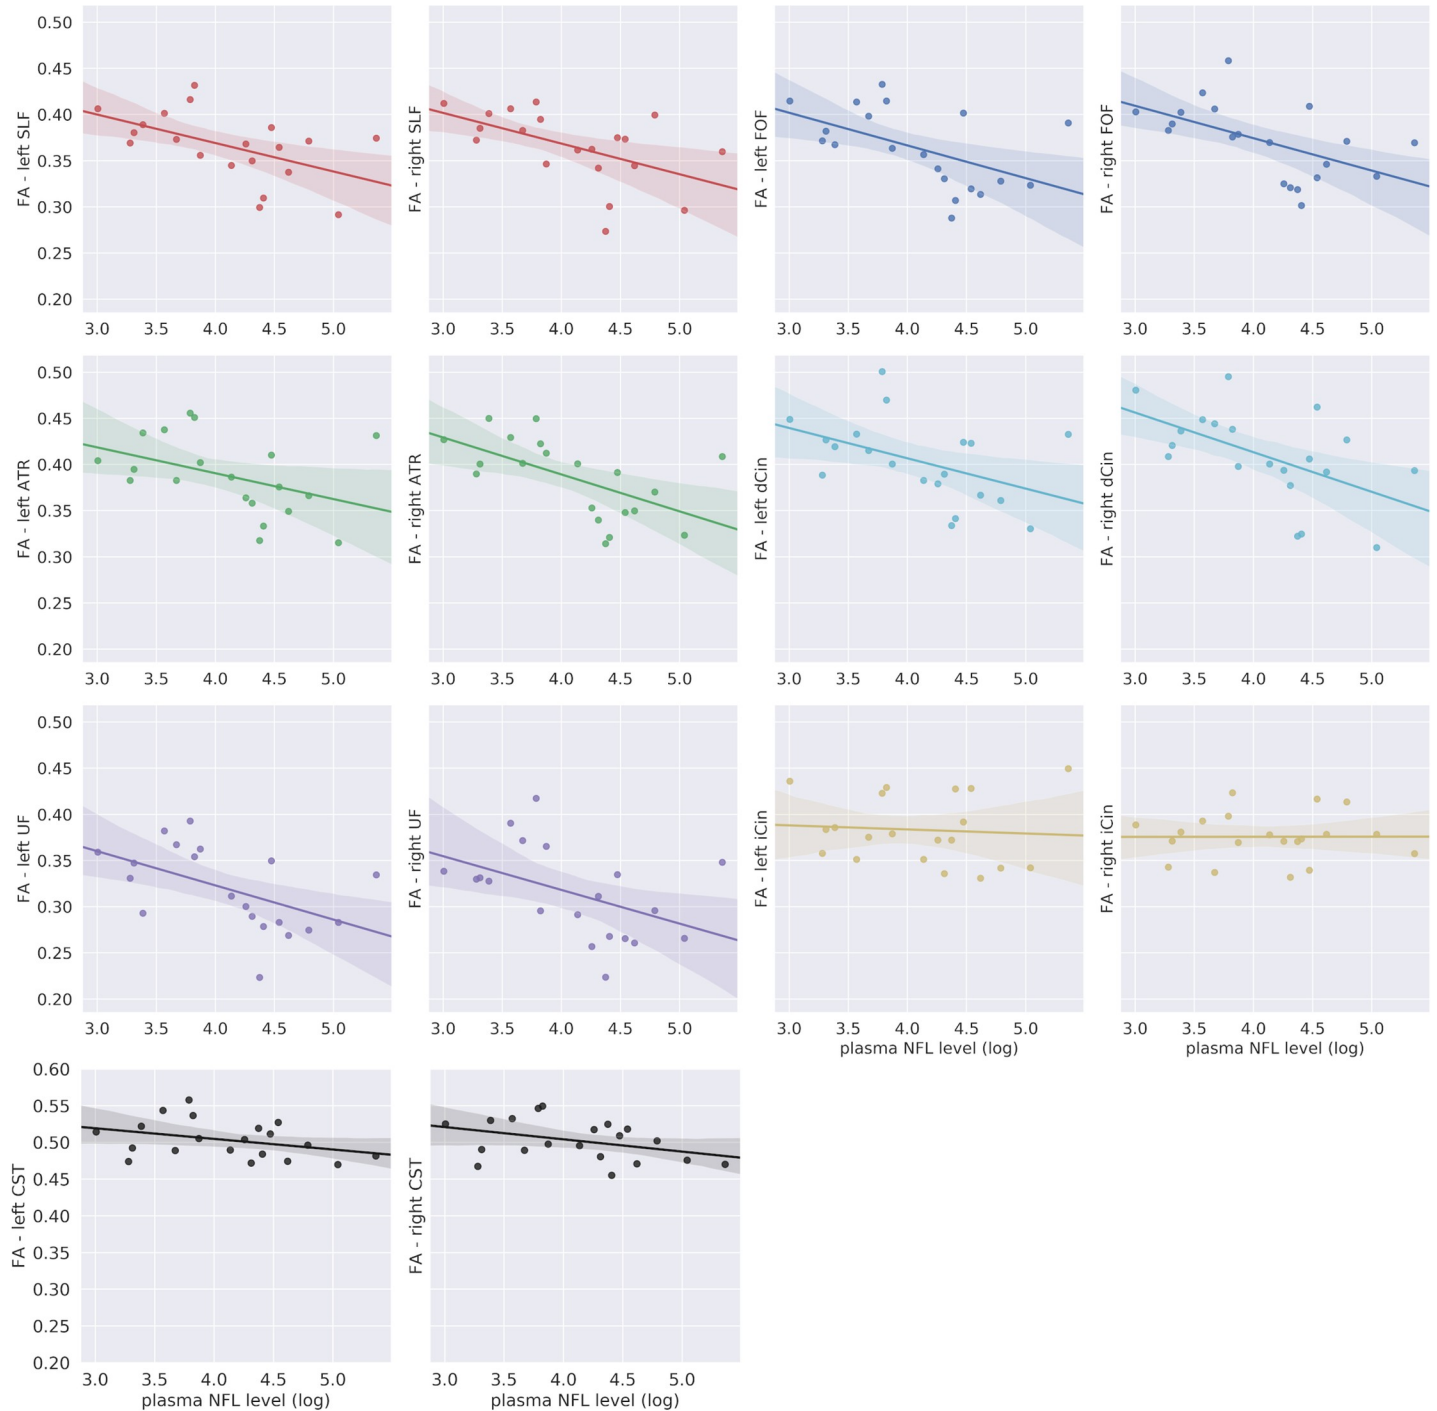 0.50
0.45
0.40
0.35
0.30
0.25
0.20
FA - left SLF
3.0 3.5 4.0 4.5 5.0
FA - right SLF
3.0 3.5 4.0 4.5 5.0
FA - left FOF
3.0 3.5 4.0 4.5 5.0
FA - right FOF
3.0 3.5 4.0 4.5 5.0
0.50
0.45
0.40
0.35
0.30
0.25
0.20
FA - left ATR
3.0 3.5 4.0 4.5 5.0
FA - right ATR
3.0 3.5 4.0 4.5 5.0
FA - left dCin
3.0 3.5 4.0 4.5 5.0
FA - right dCin
3.0 3.5 4.0 4.5 5.0
0.50
0.45
0.40
0.35
0.30
0.25
0.20
FA - left UF
3.0 3.5 4.0 4.5 5.0
FA - right UF
3.0 3.5 4.0 4.5 5.0
FA - left iCin
3.0 3.5 4.0 4.5 5.0
plasma NFL level (log)
FA - right iCin
3.0 3.5 4.0 4.5 5.0
plasma NFL level (log)
0.60
0.55
0.50
0.45
0.40
0.35
0.30
0.25
0.20
FA - left CST
3.0 3.5 4.0 4.5 5.0
plasma NFL level (log)
FA - right CST
3.0 3.5 4.0 4.5 5.0
plasma NFL level (log)